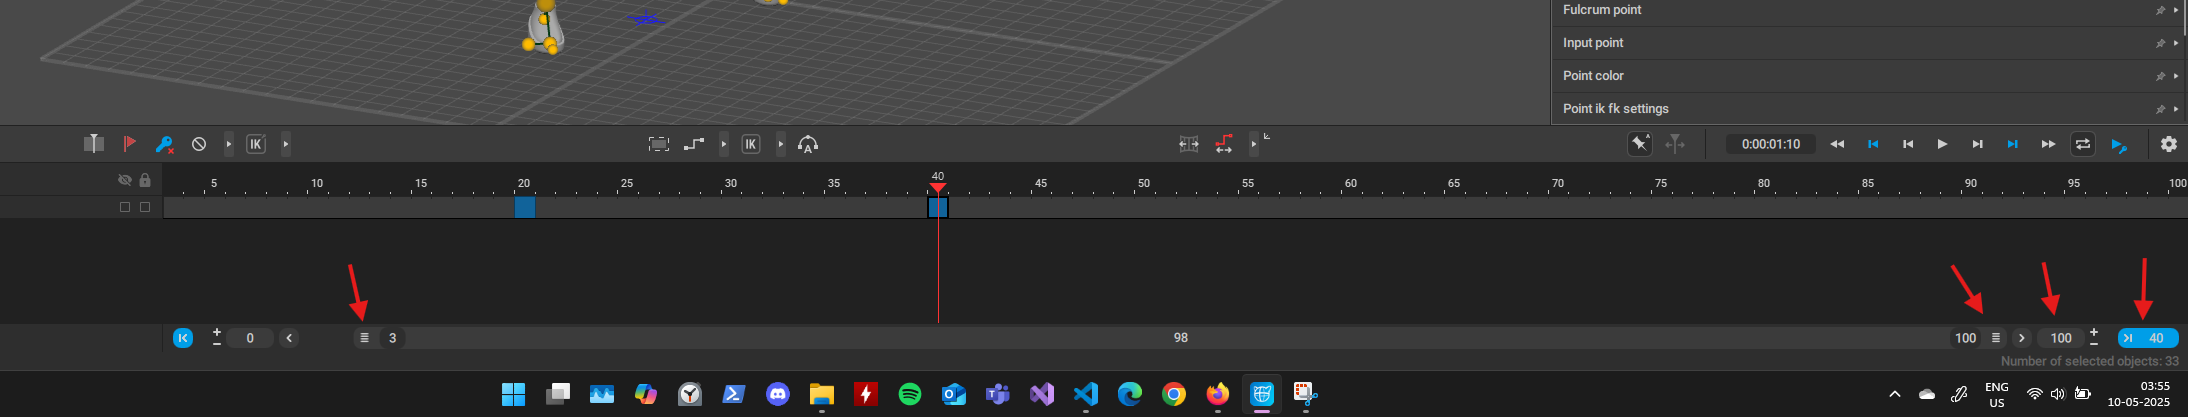 Fulcrum point
Input point
Point color
Point ik fk settings
IK
IK
A
A
0:00:01:10
5 10 15 20 25 30 35 40 45 50 55 60 65 70 75 80 85 90 95 100
0 3 98 100 100 40
Number of selected objects: 33
ENG
US
03:55
10-05-2025